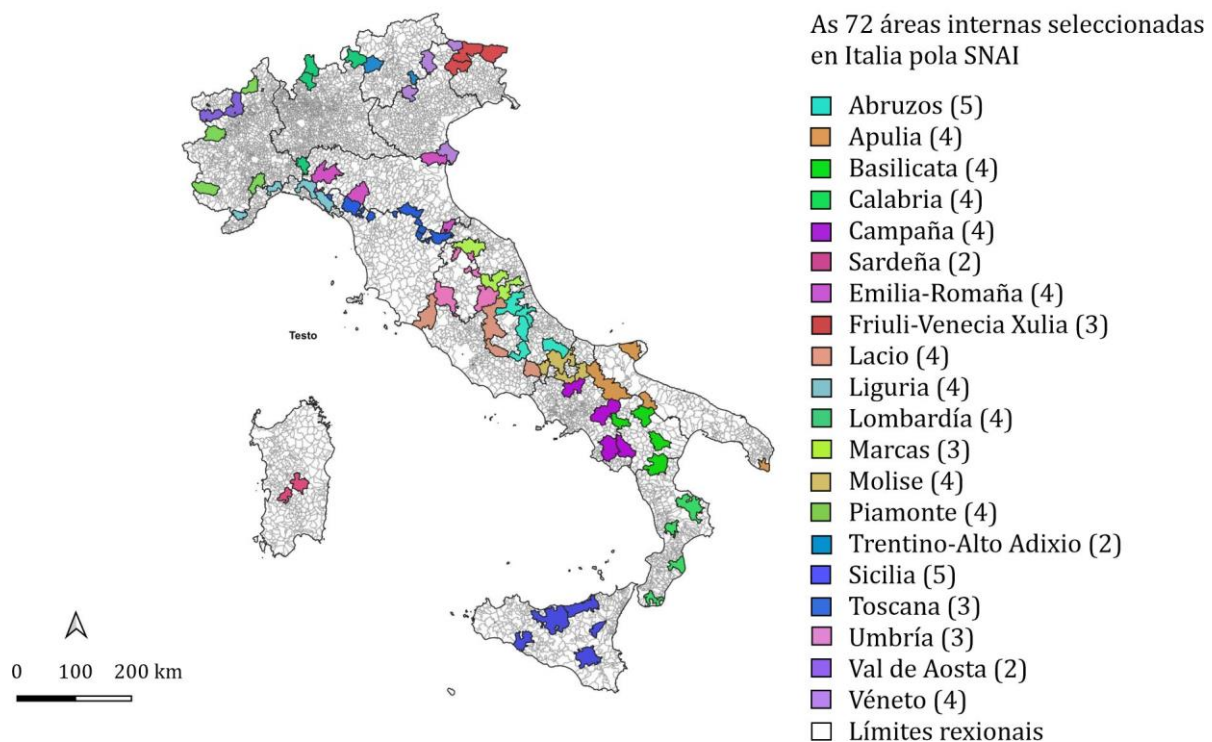 As 72 áreas internas seleccionadas
en Italia pola SNAI
Abruzos (5)
Apulia (4)
Basilicata (4)
Calabria (4)
Campaña (4)
Sardeña (2)
Emilia-Romaña (4)
Friuli-Venecia Xulia (3)
Lacio (4)
Liguria (4)
Lombardía (4)
Marcas (3)
Molise (4)
Piamonte (4)
Trentino-Alto Adixio (2)
Sicilia (5)
Toscana (3)
Umbría (3)
Val de Aosta (2)
Véneto (4)
Límites rexionais
Testo
0 100 200 km